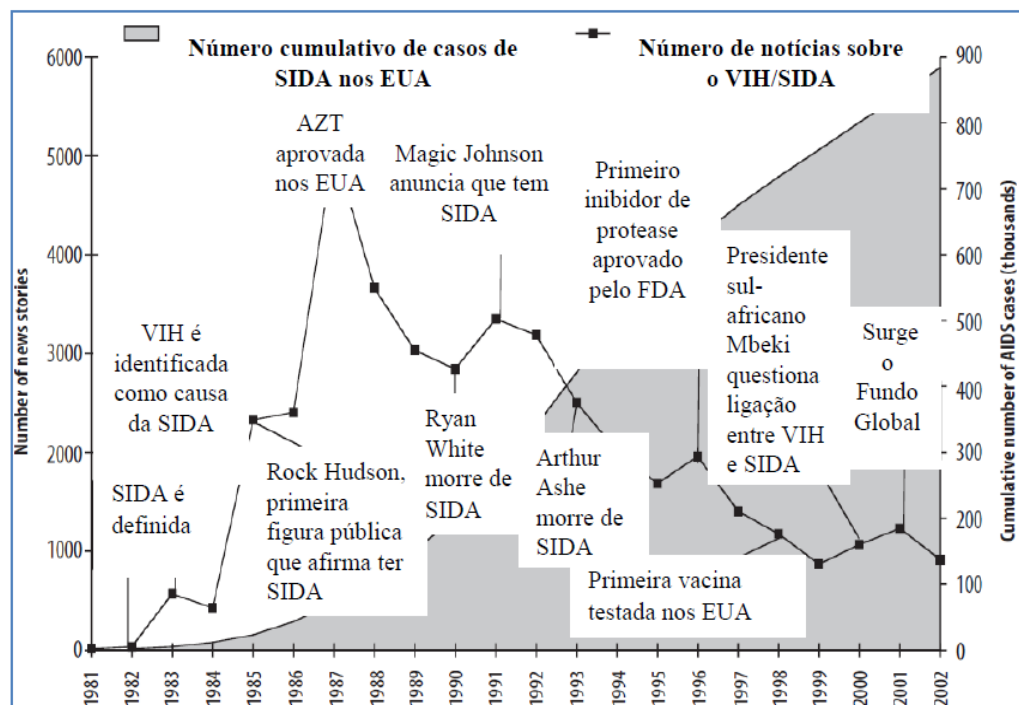 Número cumulativo de casos de
SIDA nos EUA
Número de notícias sobre
o VIH/SIDA
Number of news stories
6000
5000
4000
3000
2000
1000
0
Cumulative number of AIDS cases (thousands)
900
800
700
600
500
400
300
200
100
0
SIDA é
definida
VIH é
identificada
como causa
da SIDA
Rock Hudson,
primeira
figura pública
que afirma ter
SIDA
AZT
aprovada
nos EUA
Ryan
White
morre de
SIDA
Magic Johnson
anuncia que tem
SIDA
Arthur
Ashe
morre de
SIDA
Primeiro
inibidor de
protease
aprovado
pelo FDA
Primeira vacina
testada nos EUA
Presidente
sul-
africano
Mbeki
questiona
ligação
entre VIH
e SIDA
Surge
o
Fundo
Global
1981
1982
1983
1984
1985
1986
1987
1988
1989
1990
1991
1992
1993
1994
1995
1996
1997
1998
1999
2000
2001
2002